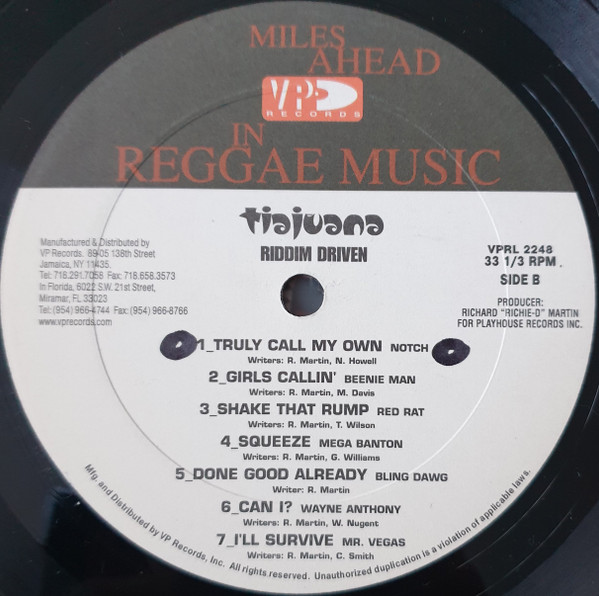 MILES
AHEAD
VP
RECORDS
IN
REGGAE MUSIC
tiajuana
RIDDIM DRIVEN
Manufactured & Distributed by
VP Records. 89-05 138th Street
Jamaica, NY 11435.
Tel: 718.291.7058 Fax: 718.658.3573
In Florida, 6022 S.W. 21st Street,
Miramar, FL 33023
Tel: (954) 966-4744 Fax: (954) 966-8766
www.vprecords.com
VPRL 2248
33 1/3 RPM .
SIDE B
PRODUCER:
RICHARD "RICHIE-D" MARTIN
FOR PLAYHOUSE RECORDS INC.
1_TRULY CALL MY OWN NOTCH
Writers: R. Martin, N. Howell
2_GIRLS CALLIN' BEENIE MAN
Writers: R. Martin, M. Davis
3_SHAKE THAT RUMP RED RAT
Writers: R. Martin, T. Wilson
4_SQUEEZE MEGA BANTON
Writers: R. Martin, G. Williams
5_DONE GOOD ALREADY BLING DAWG
Writer: R. Martin
6_CAN I? WAYNE ANTHONY
Writers: R. Martin, W. Nugent
7_I'LL SURVIVE MR. VEGAS
Writers: R. Martin, C. Smith
Mfg. and Distributed by VP Records, Inc. All rights reserved. Unauthorized duplication is a violation of applicable laws.